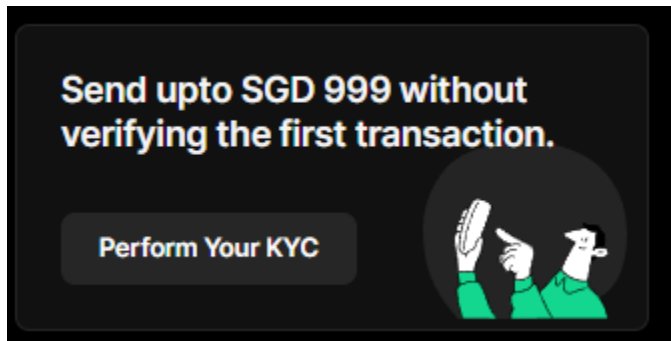 Send upto SGD 999 without
verifying the first transaction.
Perform Your KYC